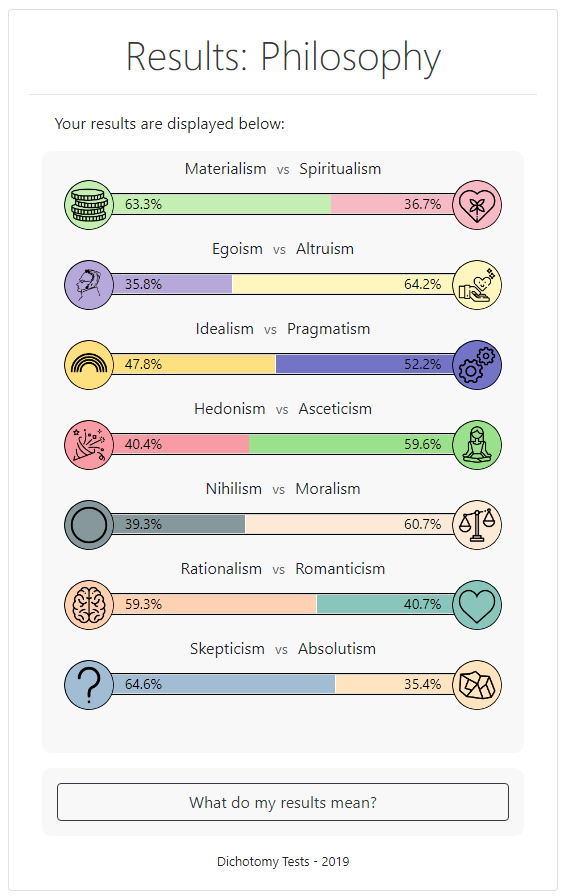 Results: Philosophy
Your results are displayed below:
Materialism vs Spiritualism
63.3% 36.7%
Egoism vs Altruism
35.8% 64.2%
Idealism vs Pragmatism
47.8% 52.2%
Hedonism vs Asceticism
40.4% 59.6%
Nihilism vs Moralism
39.3% 60.7%
Rationalism vs Romanticism
59.3% 40.7%
Skepticism vs Absolutism
? 64.6% 35.4%
What do my results mean?
Dichotomy Tests - 2019